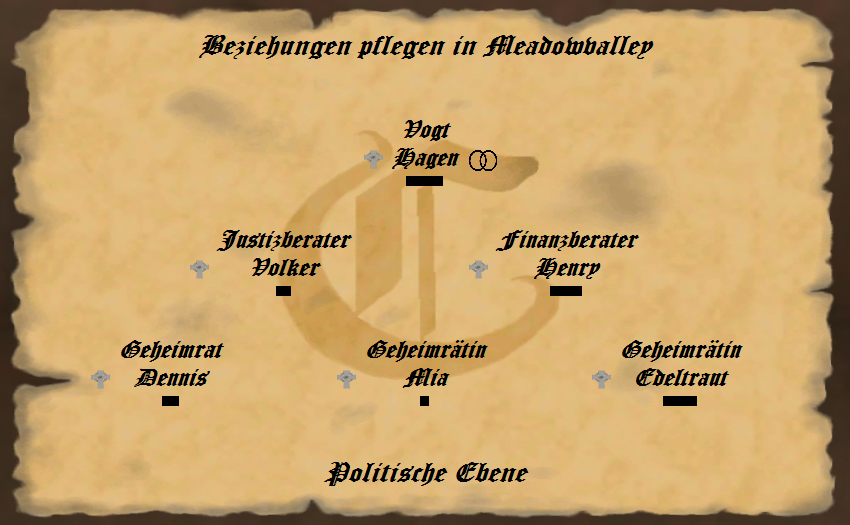 Beziehungen pflegen in Meadowvalley
Vogt
Hagen
Justizberater
Volker
Finanzberater
Henry
Geheimrat
Dennis
Geheimrätin
Mia
Geheimrätin
Edeltraut
Politische Ebene